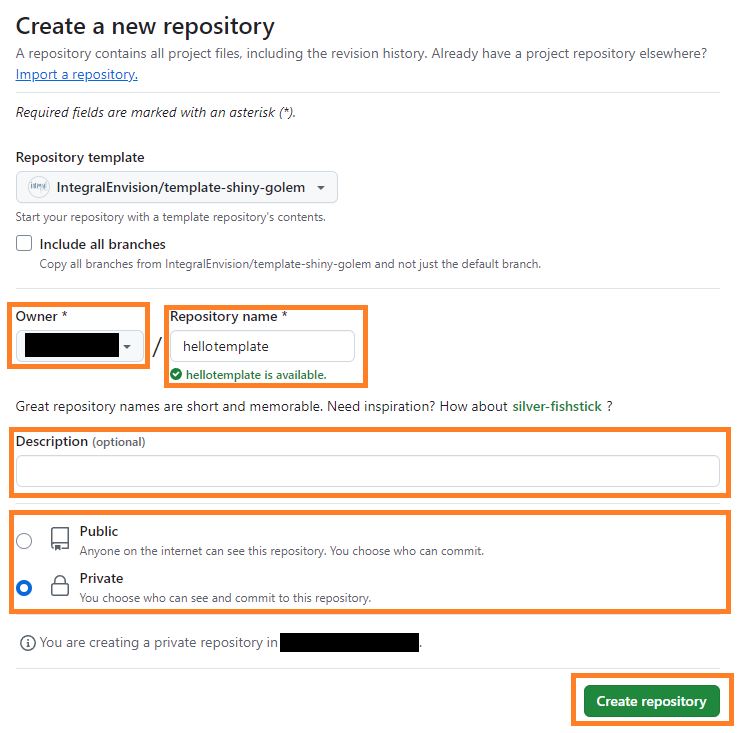 Create a new repository
A repository contains all project files, including the revision history. Already have a project repository elsewhere?
Import a repository.
Required fields are marked with an asterisk (*).
Repository template
IntegralEnvision/template-shiny-golem
Start your repository with a template repository's contents.
Include all branches
Copy all branches from IntegralEnvision/template-shiny-golem and not just the default branch.
Owner * Repository name *
/ hellotemplate
hellotemplate is available.
Great repository names are short and memorable. Need inspiration? How about silver-fishstick ?
Description (optional)
Public
Anyone on the internet can see this repository. You choose who can commit.
Private
You choose who can see and commit to this repository.
You are creating a private repository in .
Create repository